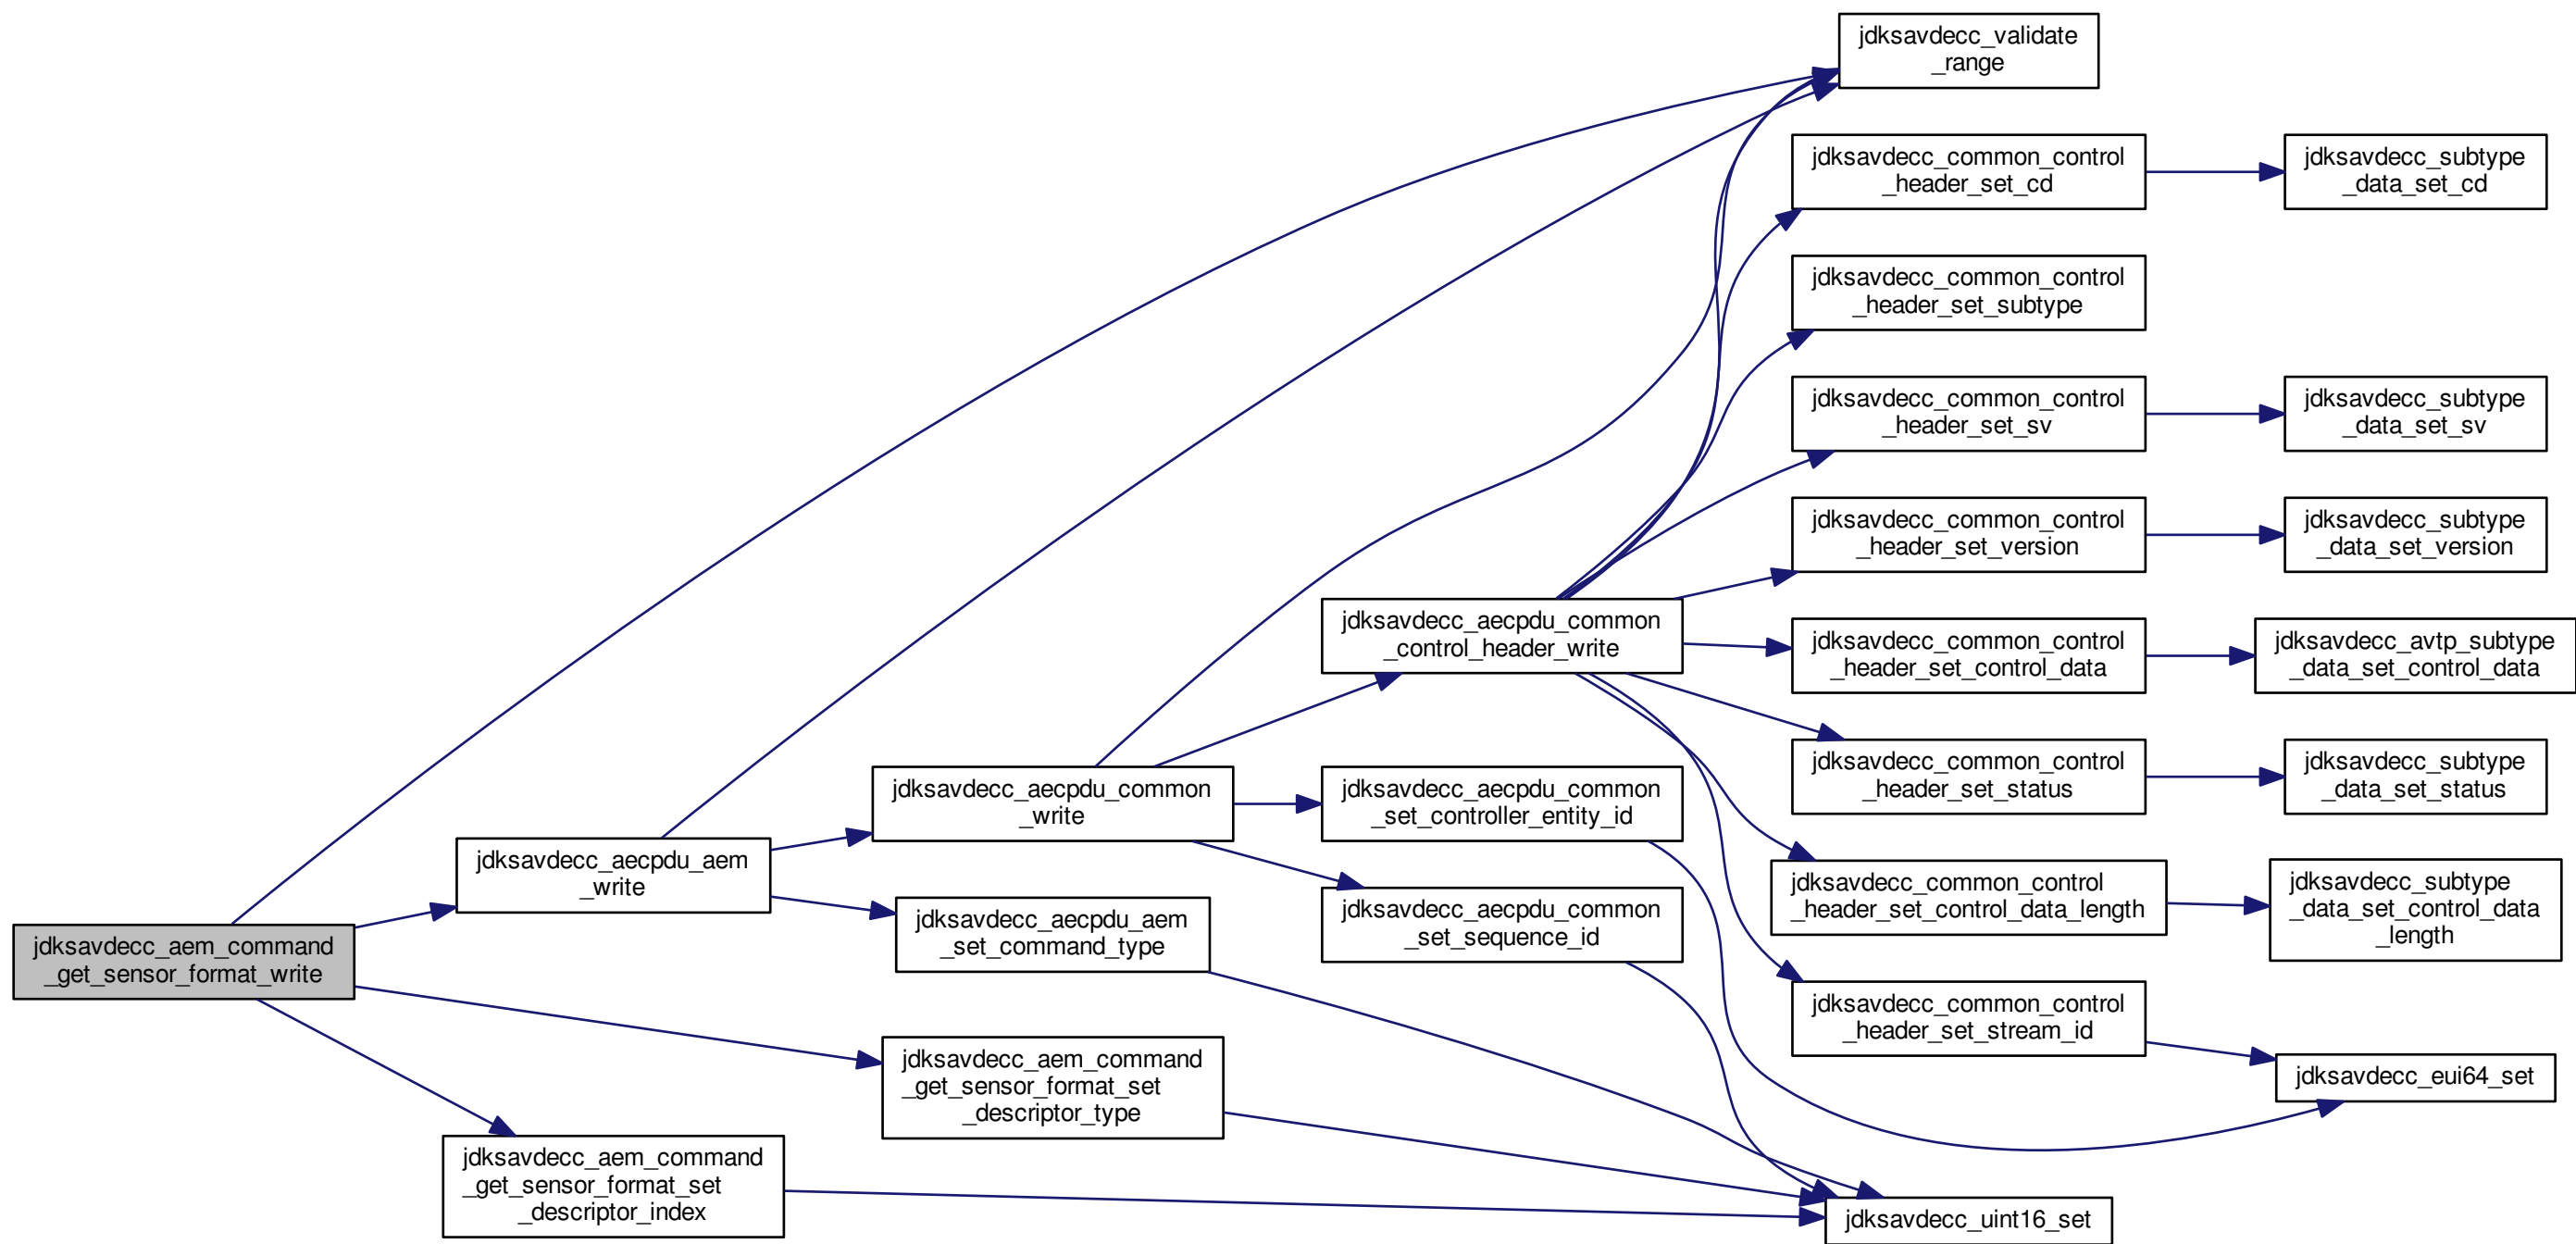 jdksavdecc_validate
_range
jdksavdecc_common_control
_header_set_cd
jdksavdecc_subtype
_data_set_cd
jdksavdecc_common_control
_header_set_subtype
jdksavdecc_common_control
_header_set_sv
jdksavdecc_subtype
_data_set_sv
jdksavdecc_common_control
_header_set_version
jdksavdecc_subtype
_data_set_version
jdksavdecc_aecpdu_common
_control_header_write
jdksavdecc_common_control
_header_set_control_data
jdksavdecc_avtp_subtype
_data_set_control_data
jdksavdecc_aecpdu_common
_write
jdksavdecc_aecpdu_common
_set_controller_entity_id
jdksavdecc_common_control
_header_set_status
jdksavdecc_subtype
_data_set_status
jdksavdecc_aecpdu_aem
_write
jdksavdecc_common_control
_header_set_control_data_length
jdksavdecc_subtype
_data_set_control_data
_length
jdksavdecc_aem_command
_get_sensor_format_write
jdksavdecc_aecpdu_aem
_set_command_type
jdksavdecc_aecpdu_common
_set_sequence_id
jdksavdecc_common_control
_header_set_stream_id
jdksavdecc_aem_command
_get_sensor_format_set
_descriptor_type
jdksavdecc_eui64_set
jdksavdecc_aem_command
_get_sensor_format_set
_descriptor_index
jdksavdecc_uint16_set